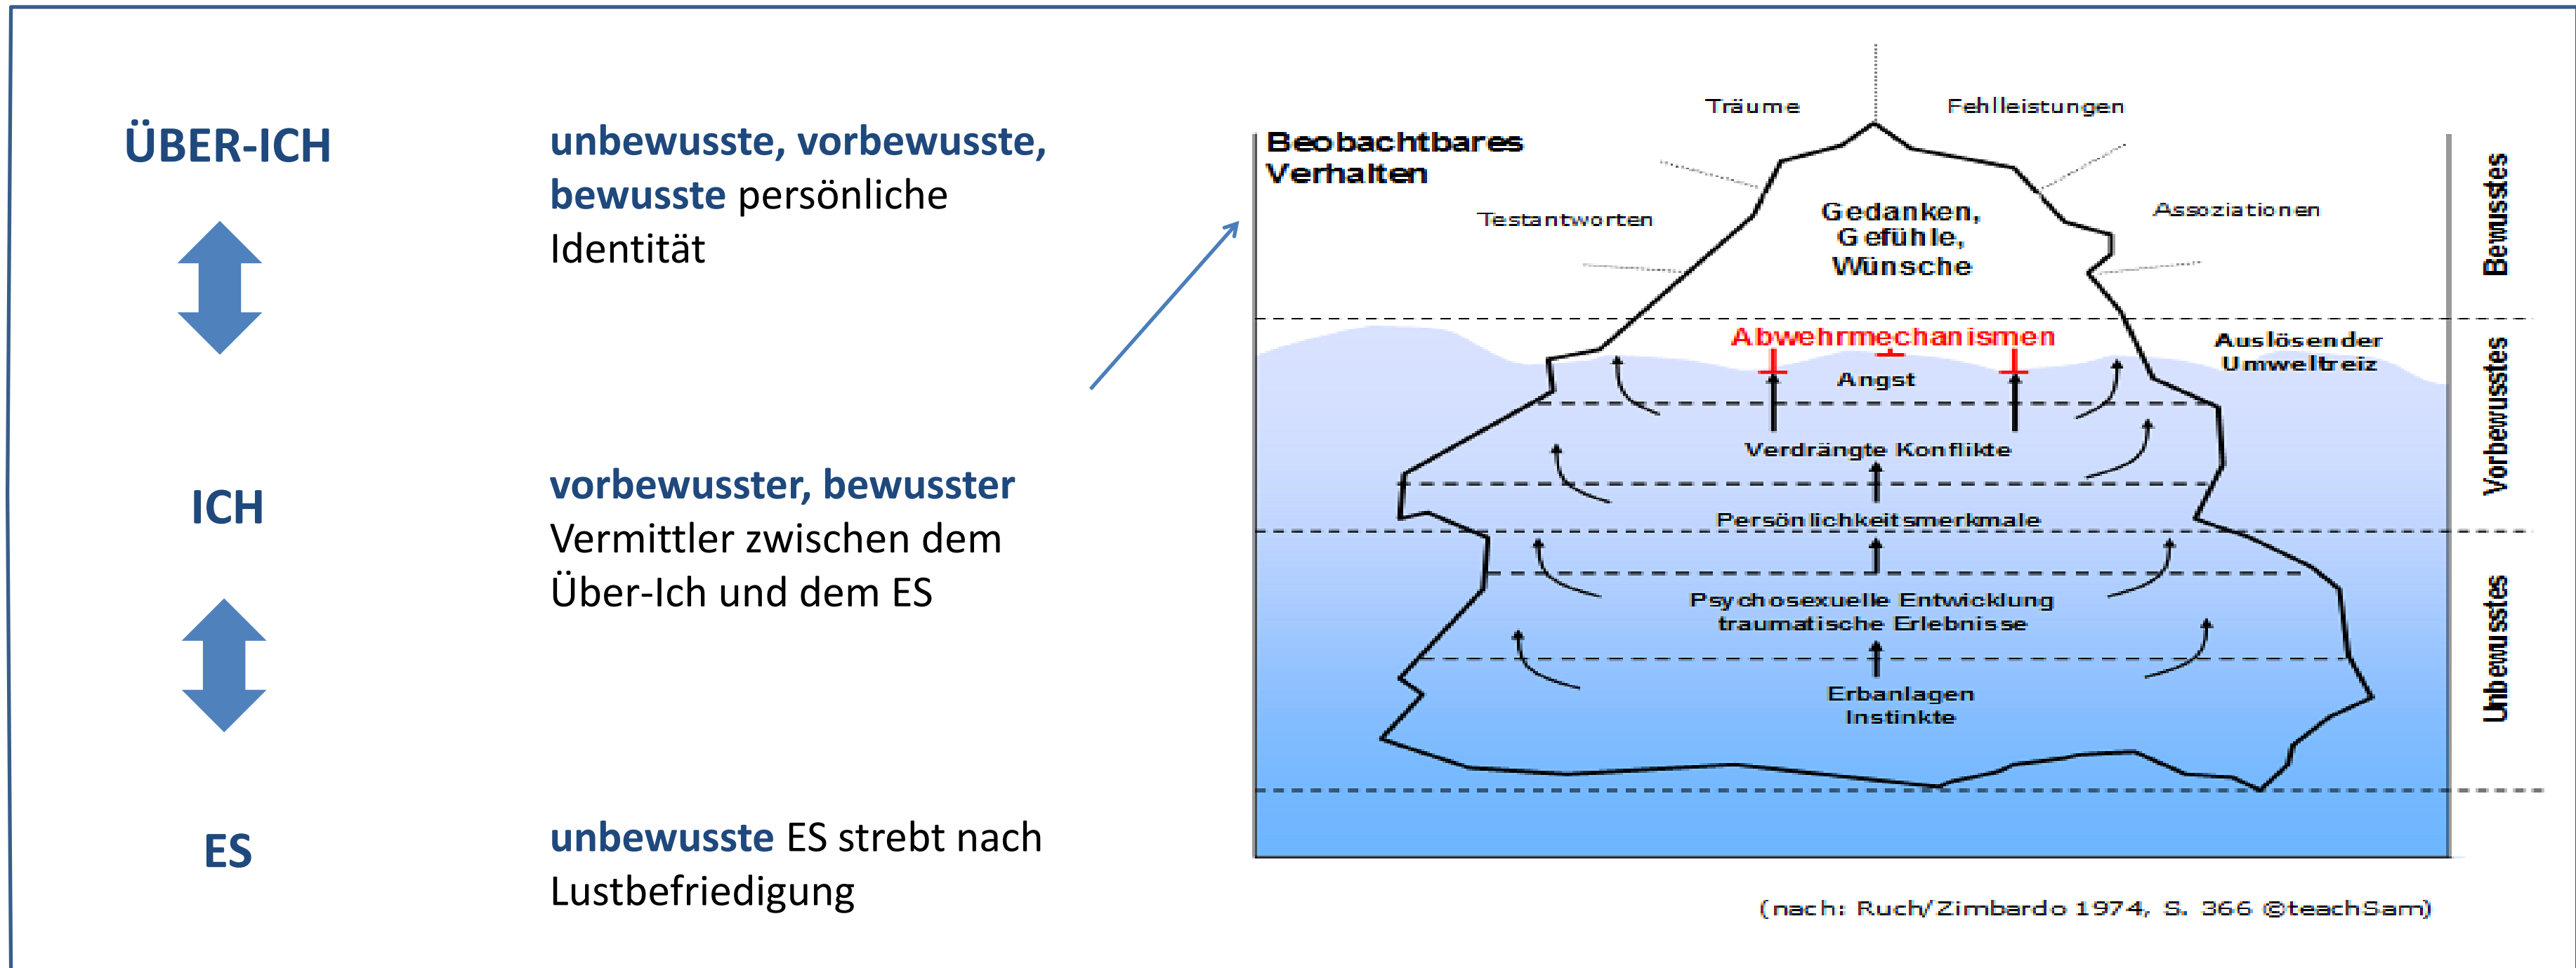 ÜBER-ICH
unbewusste, vorbewusste,
bewusste persönliche
Identität
ICH
vorbewusster, bewusster
Vermittler zwischen dem
Über-Ich und dem ES
ES
unbewusste ES strebt nach
Lustbefriedigung
Träume
Fehlleistungen
Beobachtbares
Verhalten
Testantworten
Assoziationen
Gedanken,
Gefühle,
Wünsche
Abwehrmechanismen
Auslösender
Umweltreiz
Angst
Verdrängte Konflikte
Persönlichkeitsmerkmale
Psychosexuelle Entwicklung
traumatische Erlebnisse
Erbanlagen
Instinkte
Bewusstes
Vorbewusstes
Unbewusstes
(nach: Ruch/Zimbardo 1974, S. 366 ©teachSam)